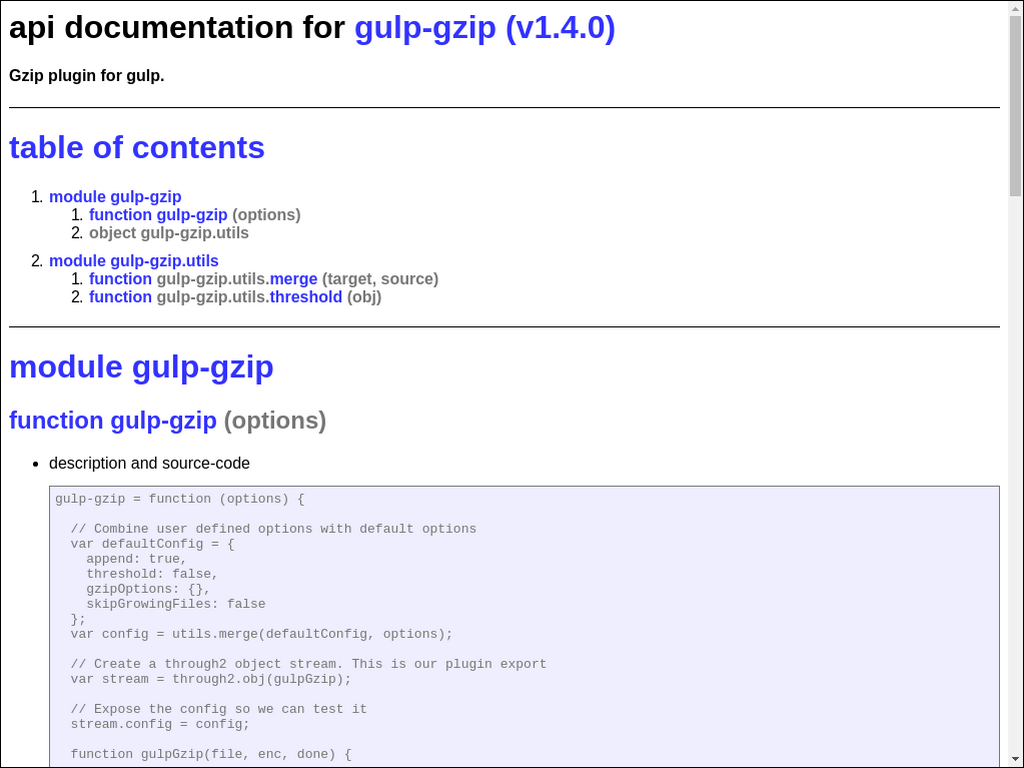 api documentation for gulp-gzip (v1.4.0)
Gzip plugin for gulp.
table of contents
1. module gulp-gzip
1. function gulp-gzip (options)
2. object gulp-gzip.utils
2. module gulp-gzip.utils
1. function gulp-gzip.utils.merge (target, source)
2. function gulp-gzip.utils.threshold (obj)
module gulp-gzip
function gulp-gzip (options)
• description and source-code
gulp-gzip = function (options) {
  // Combine user defined options with default options
  var defaultConfig = {
    append: true,
    threshold: false,
    gzipOptions: {},
    skipGrowingFiles: false
  };
  var config = utils.merge(defaultConfig, options);
  // Create a through2 object stream. This is our plugin export
  var stream = through2.obj(gulpGzip);
  // Expose the config so we can test it
  stream.config = config;
  function gulpGzip(file, enc, done) {